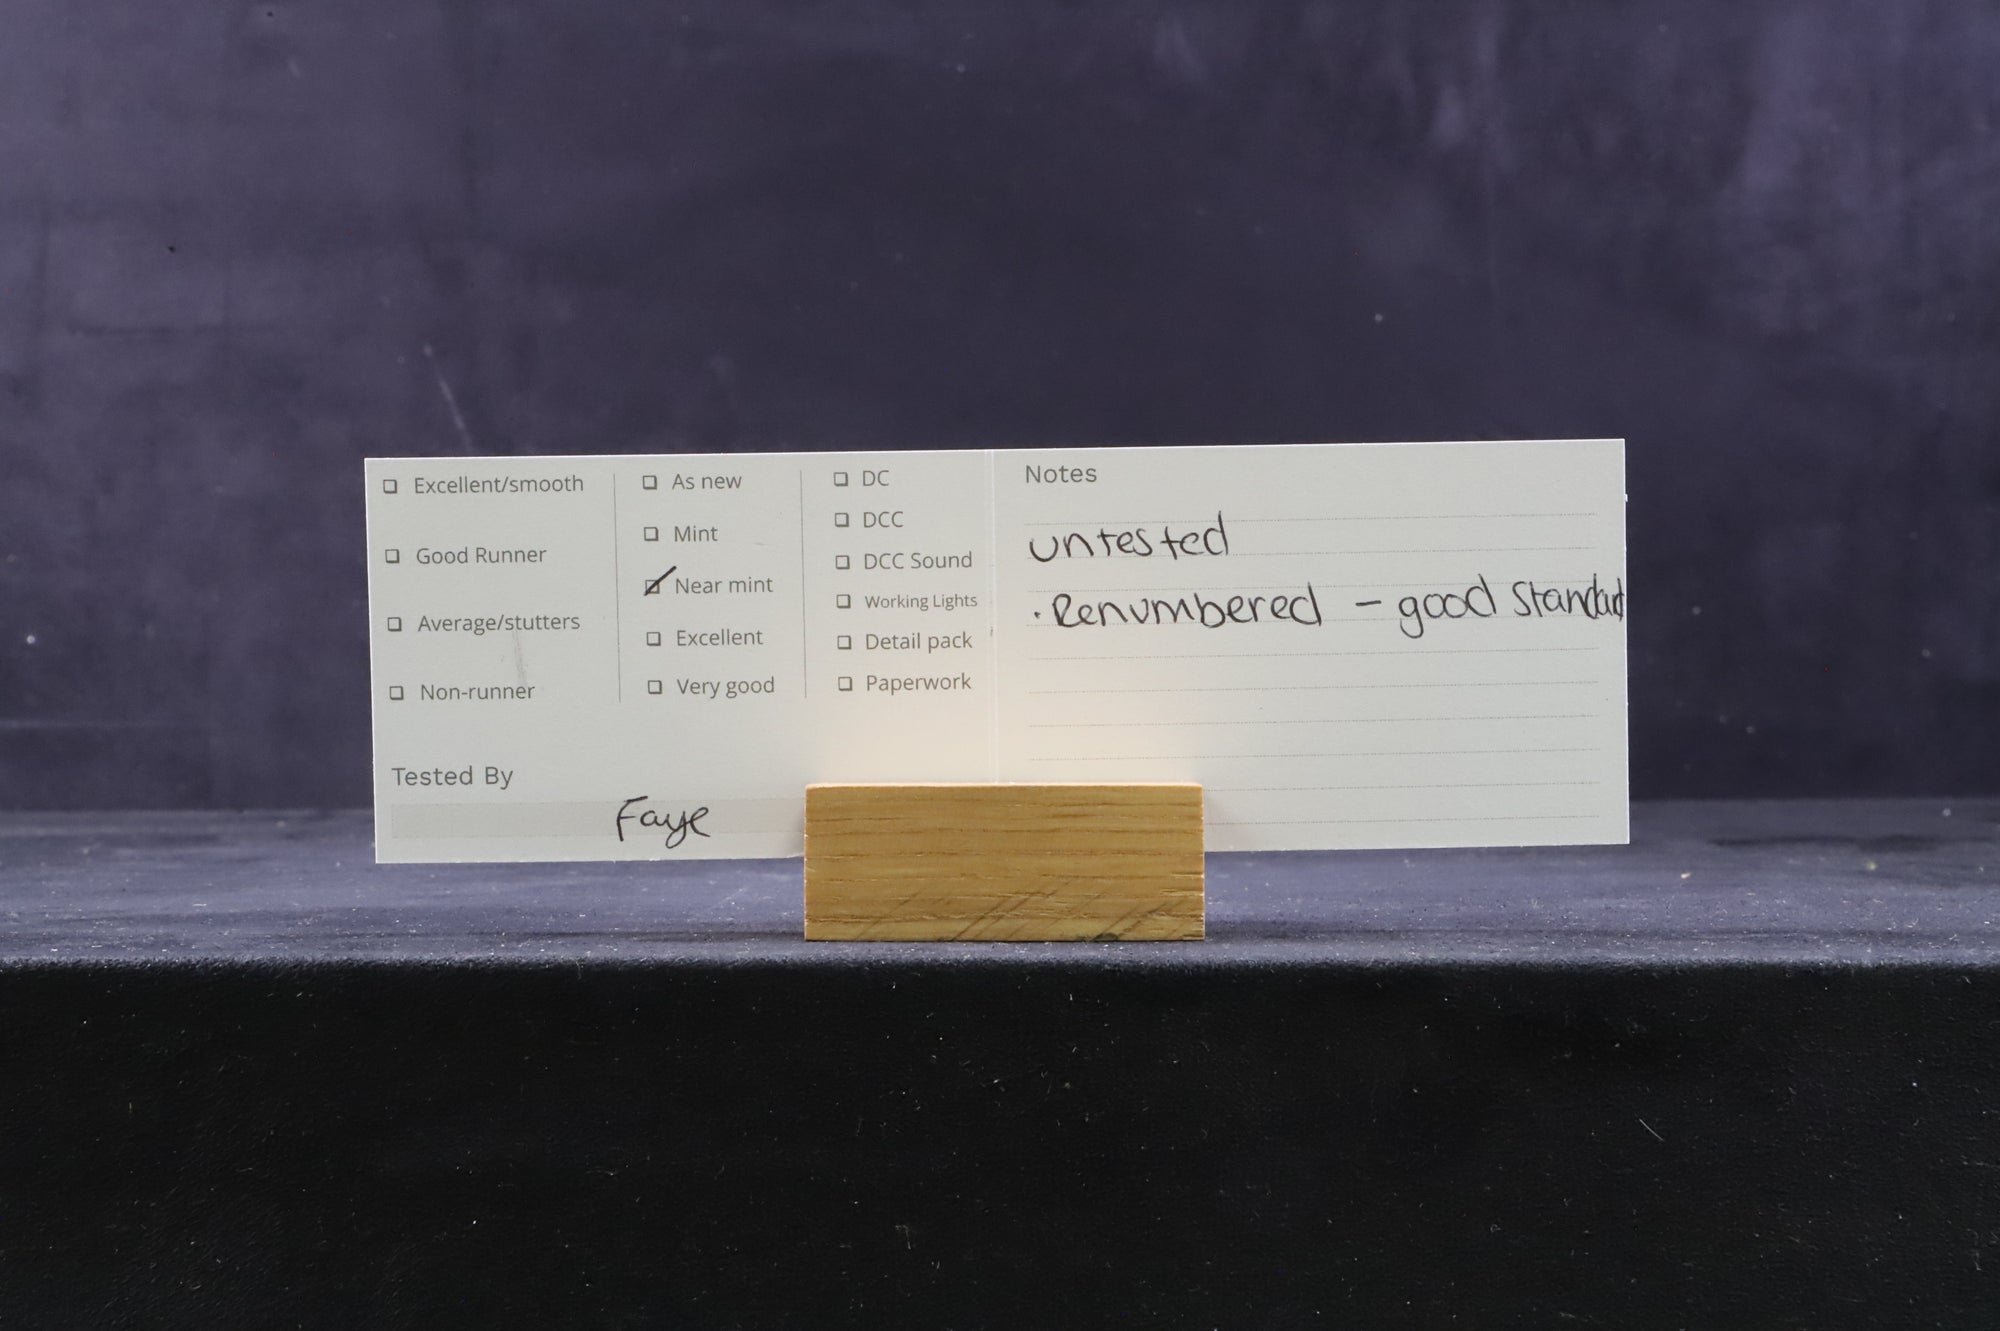 Excellent/smooth
Good Runner
Average/stutters
Non-runner
As new
Mint
Near mint
Excellent
Very good
DC
DCC
DCC Sound
Working Lights
Detail pack
Paperwork
Tested By
Faye
Notes
untested
· Renumbered – good Standard